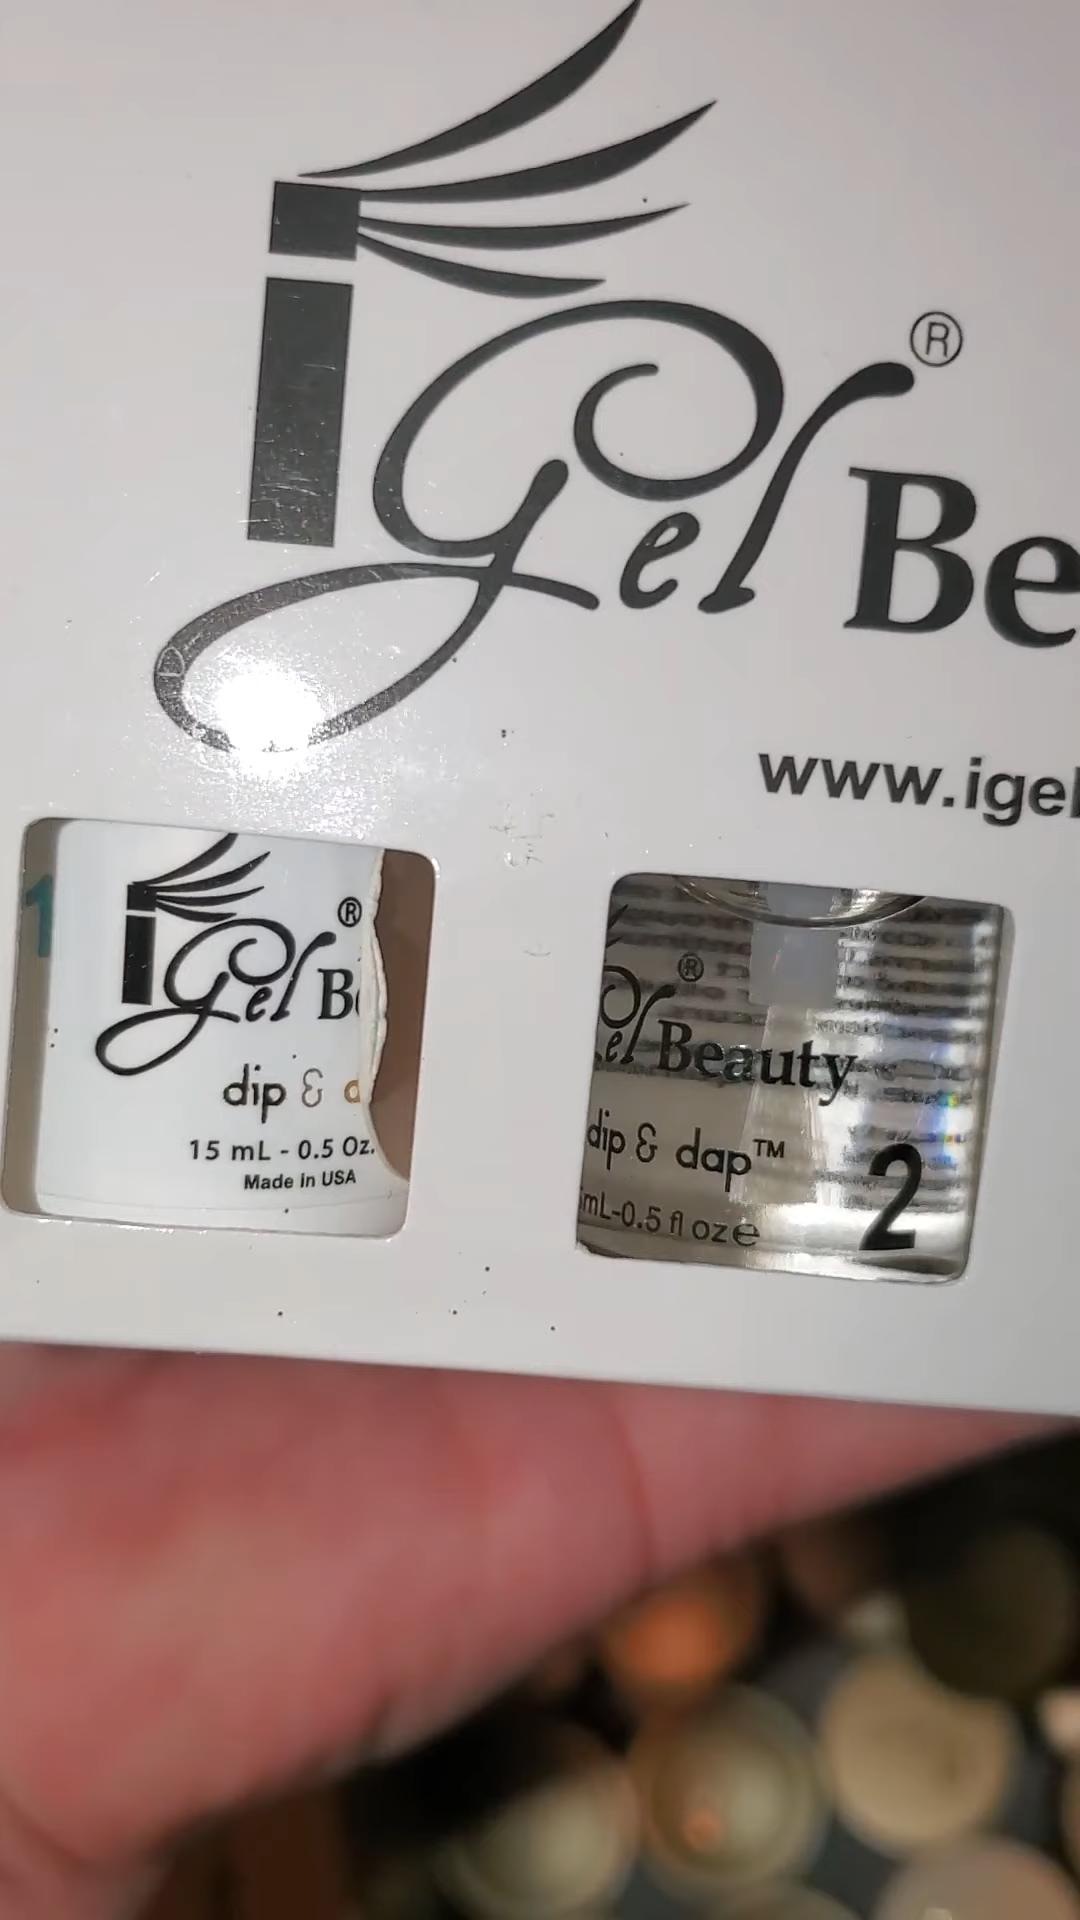 iGel Be
®
www.igel
1
iGel Be
®
dip &
15 mL - 0.5 Oz.
Made in USA
el Beauty
®
dip & dap™
2
mL-0.5 fl oz e